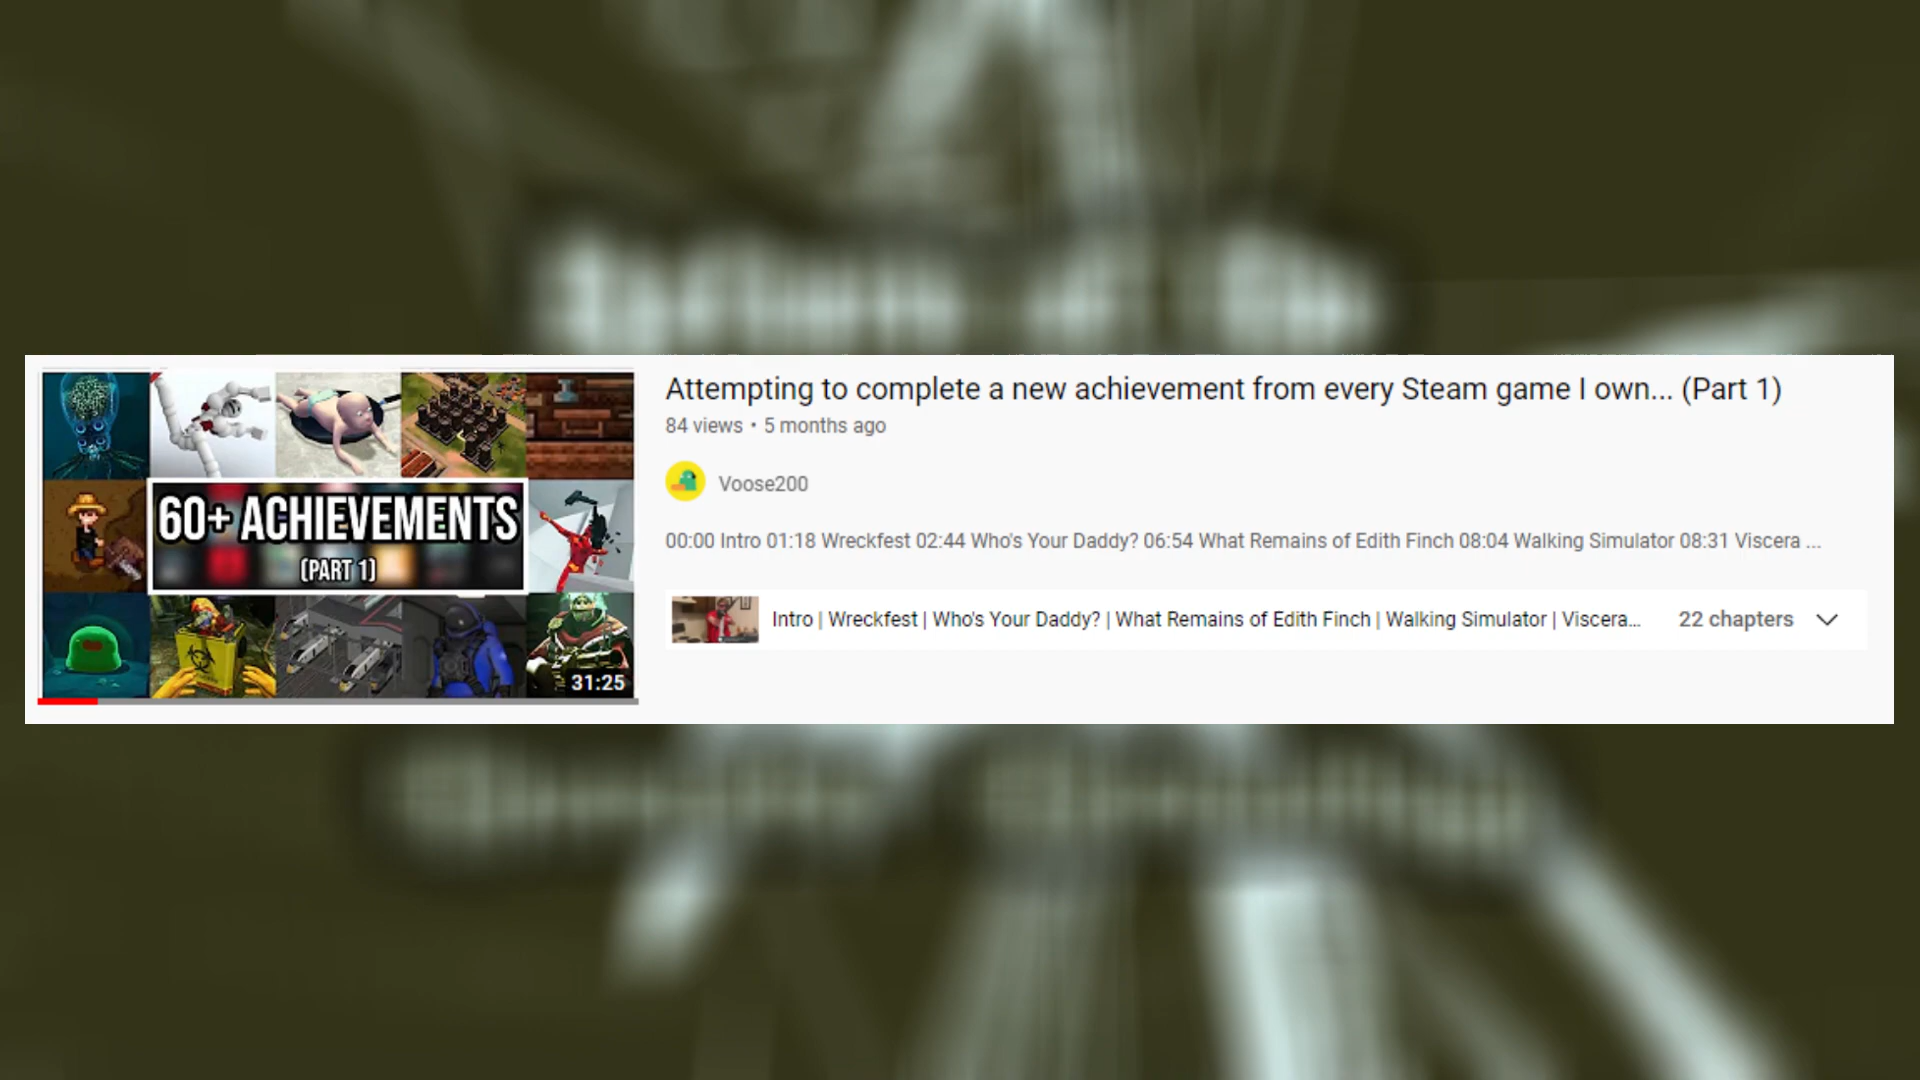 60+ ACHIEVEMENTS
(PART 1)
31:25
Attempting to complete a new achievement from every Steam game I own... (Part 1)
84 views • 5 months ago
Voose200
00:00 Intro 01:18 Wreckfest 02:44 Who's Your Daddy? 06:54 What Remains of Edith Finch 08:04 Walking Simulator 08:31 Viscera ...
Intro | Wreckfest | Who's Your Daddy? | What Remains of Edith Finch | Walking Simulator | Viscera...
22 chapters